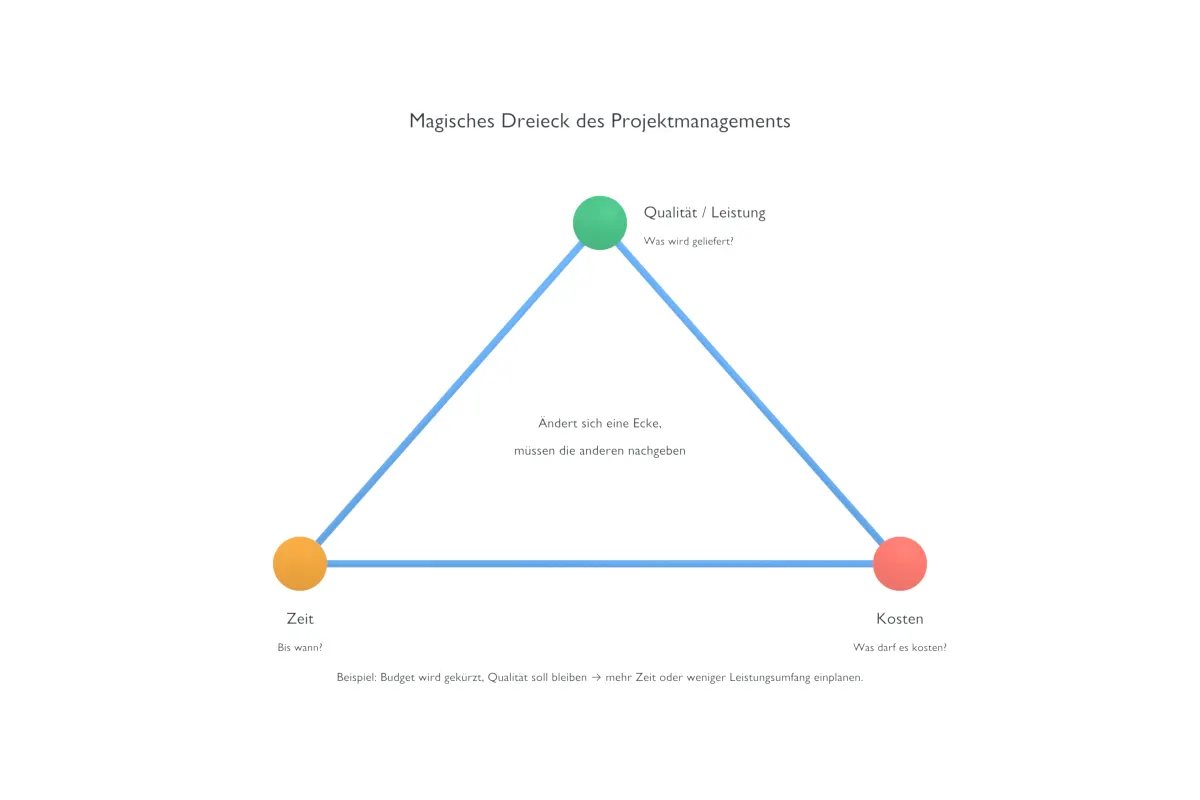 Magisches Dreieck des Projektmanagements
Qualität / Leistung
Was wird geliefert?
Ändert sich eine Ecke,
müssen die anderen nachgeben
Zeit
Bis wann?
Kosten
Was darf es kosten?
Beispiel: Budget wird gekürzt, Qualität soll bleiben → mehr Zeit oder weniger Leistungsumfang einplanen.